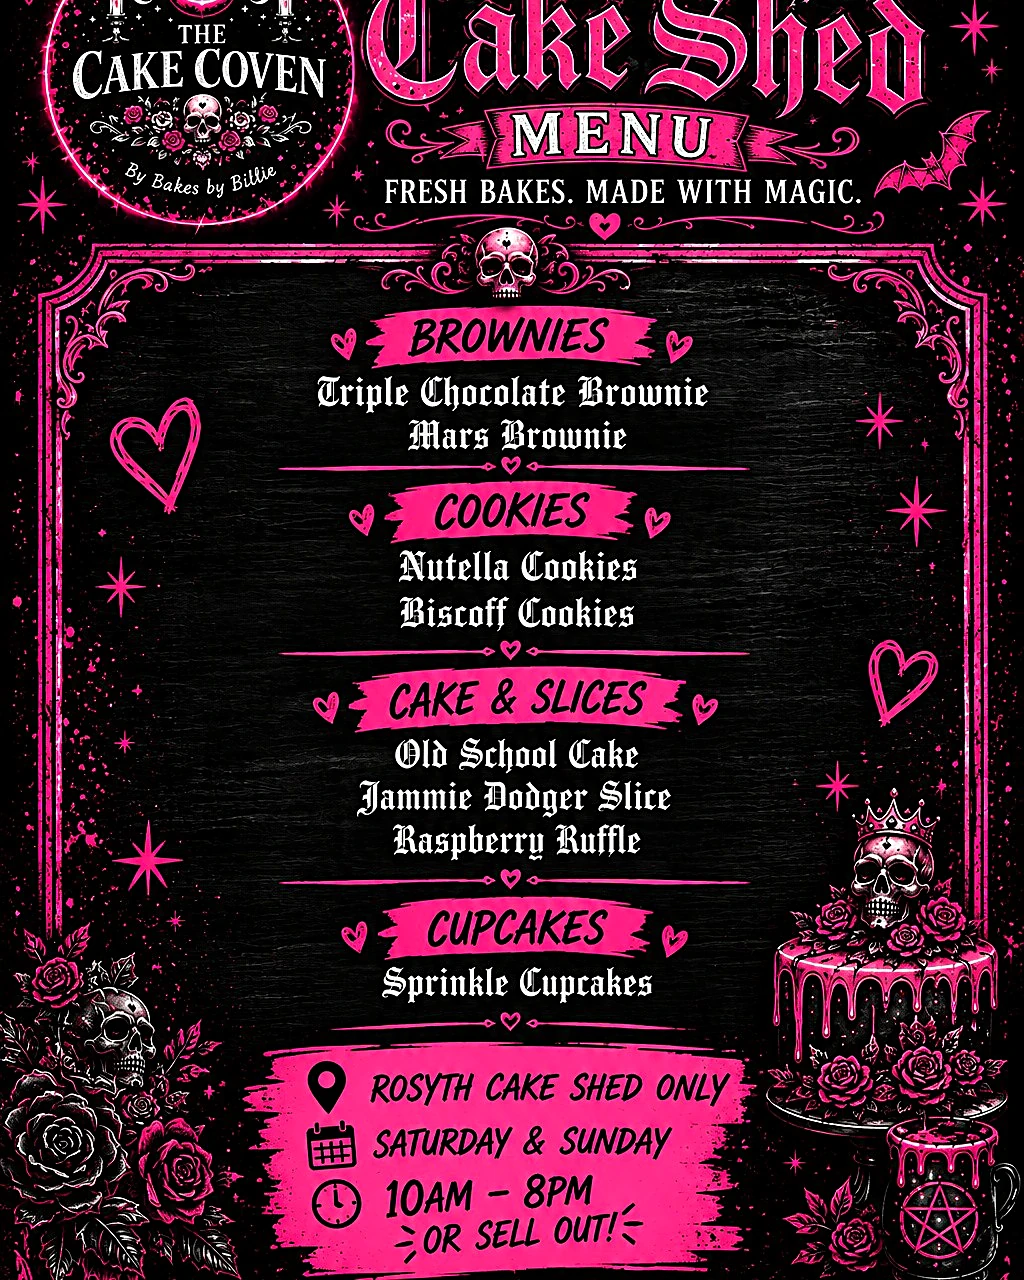 THE
CAKE COVEN
By Bakes by Billie
Cake Shed
MENU
FRESH BAKES. MADE WITH MAGIC.
BROWNIES
Triple Chocolate Brownie
Mars Brownie
COOKIES
Nutella Cookies
Biscoff Cookies
CAKE & SLICES
Old School Cake
Jammie Dodger Slice
Raspberry Ruffle
CUPCAKES
Sprinkle Cupcakes
ROSYTH CAKE SHED ONLY
SATURDAY & SUNDAY
10AM – 8PM
OR SELL OUT!